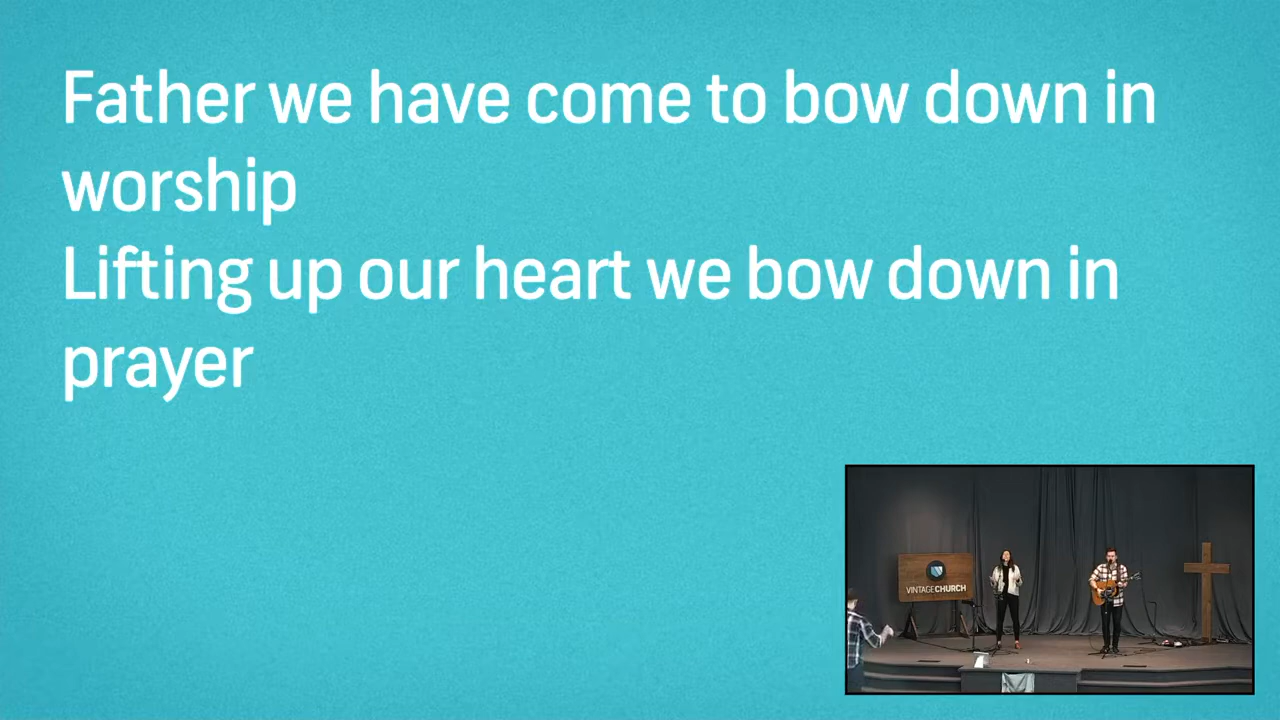 Father we have come to bow down in
worship
Lifting up our heart we bow down in
prayer
VINTAGECHURCH